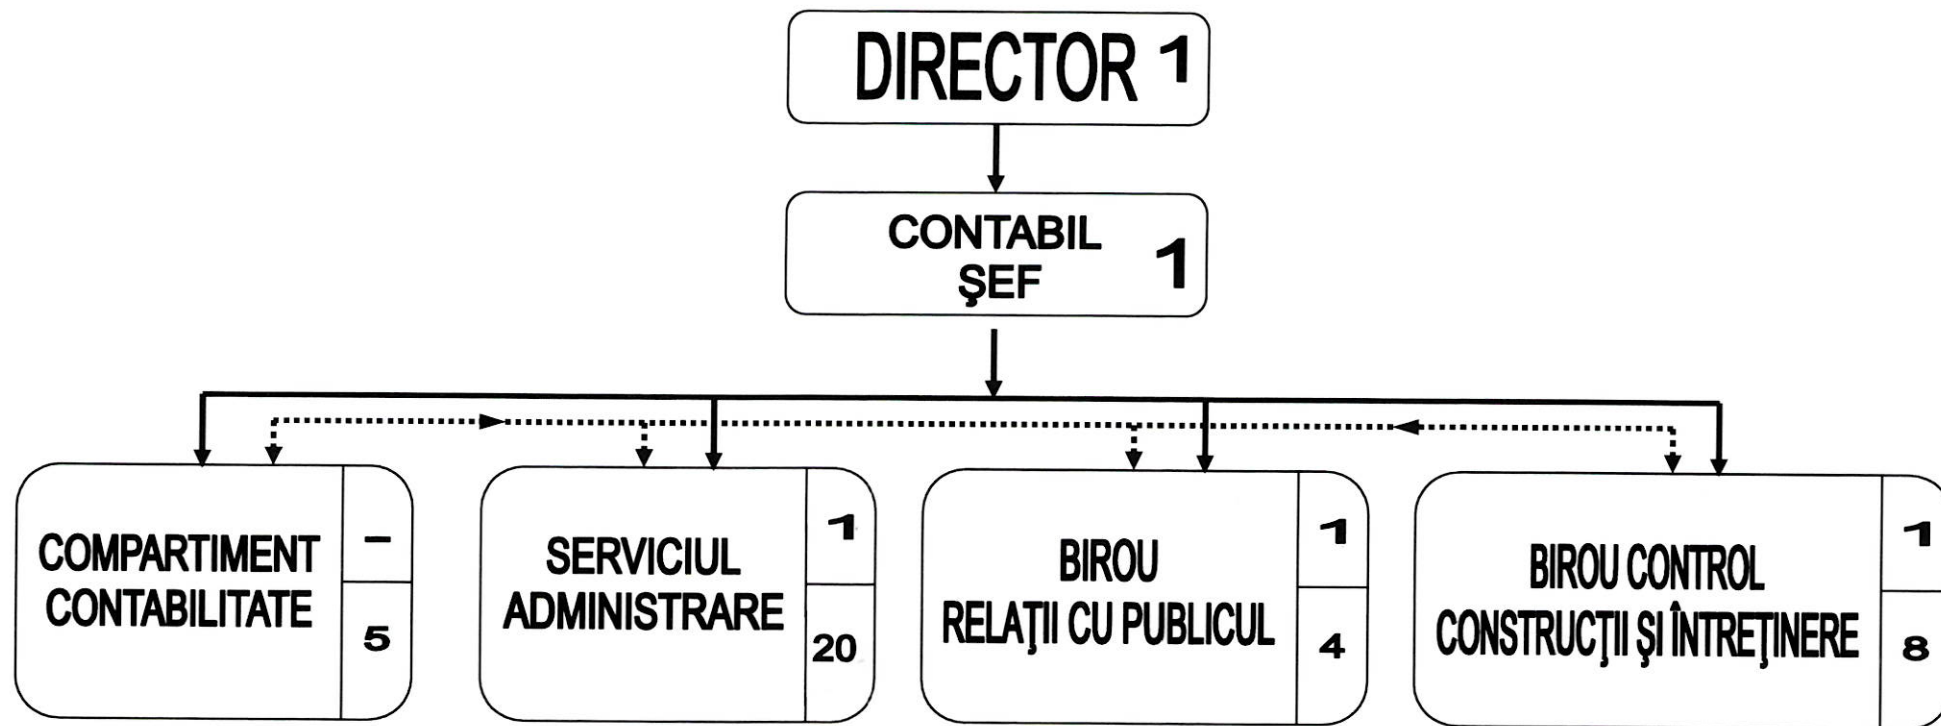 DIRECTOR 1
CONTABIL
ŞEF
1
COMPARTIMENT
CONTABILITATE
–
5
SERVICIUL
ADMINISTRARE
1
20
BIROU
RELAŢII CU PUBLICUL
1
4
BIROU CONTROL
CONSTRUCŢII ŞI ÎNTREŢINERE
1
8